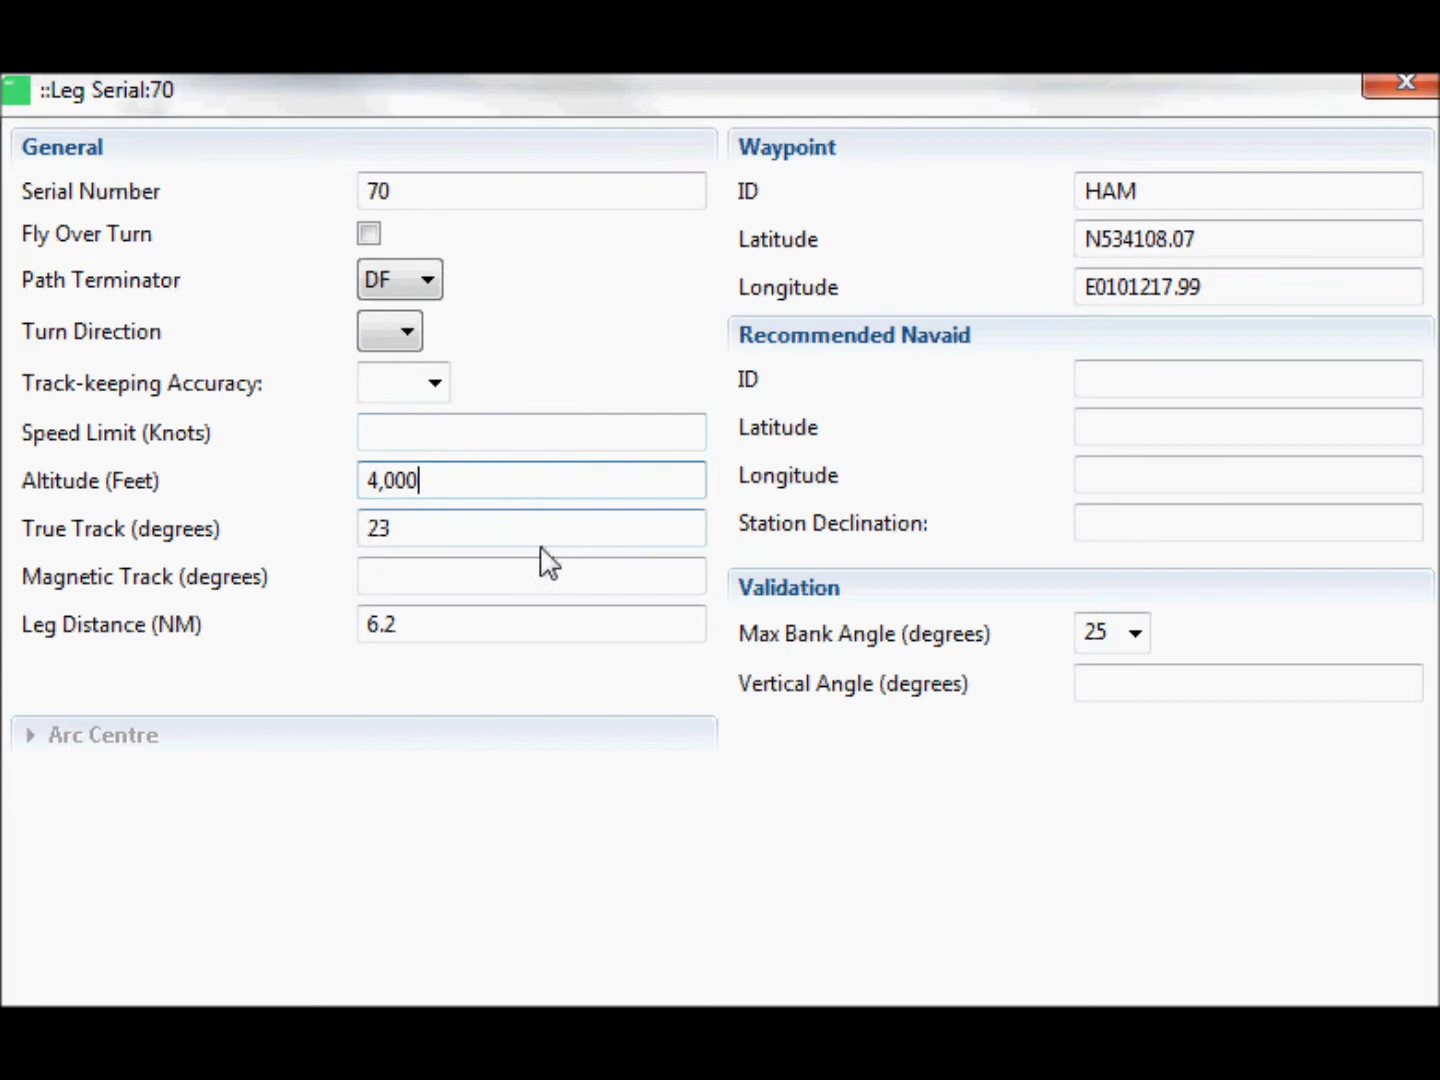 ::Leg Serial:70
General
Serial Number 70
Fly Over Turn
Path Terminator DF
Turn Direction
Track-keeping Accuracy:
Speed Limit (Knots)
Altitude (Feet) 4,000
True Track (degrees) 23
Magnetic Track (degrees)
Leg Distance (NM) 6.2
Arc Centre
Waypoint
ID HAM
Latitude N534108.07
Longitude E0101217.99
Recommended Navaid
ID
Latitude
Longitude
Station Declination:
Validation
Max Bank Angle (degrees) 25
Vertical Angle (degrees)